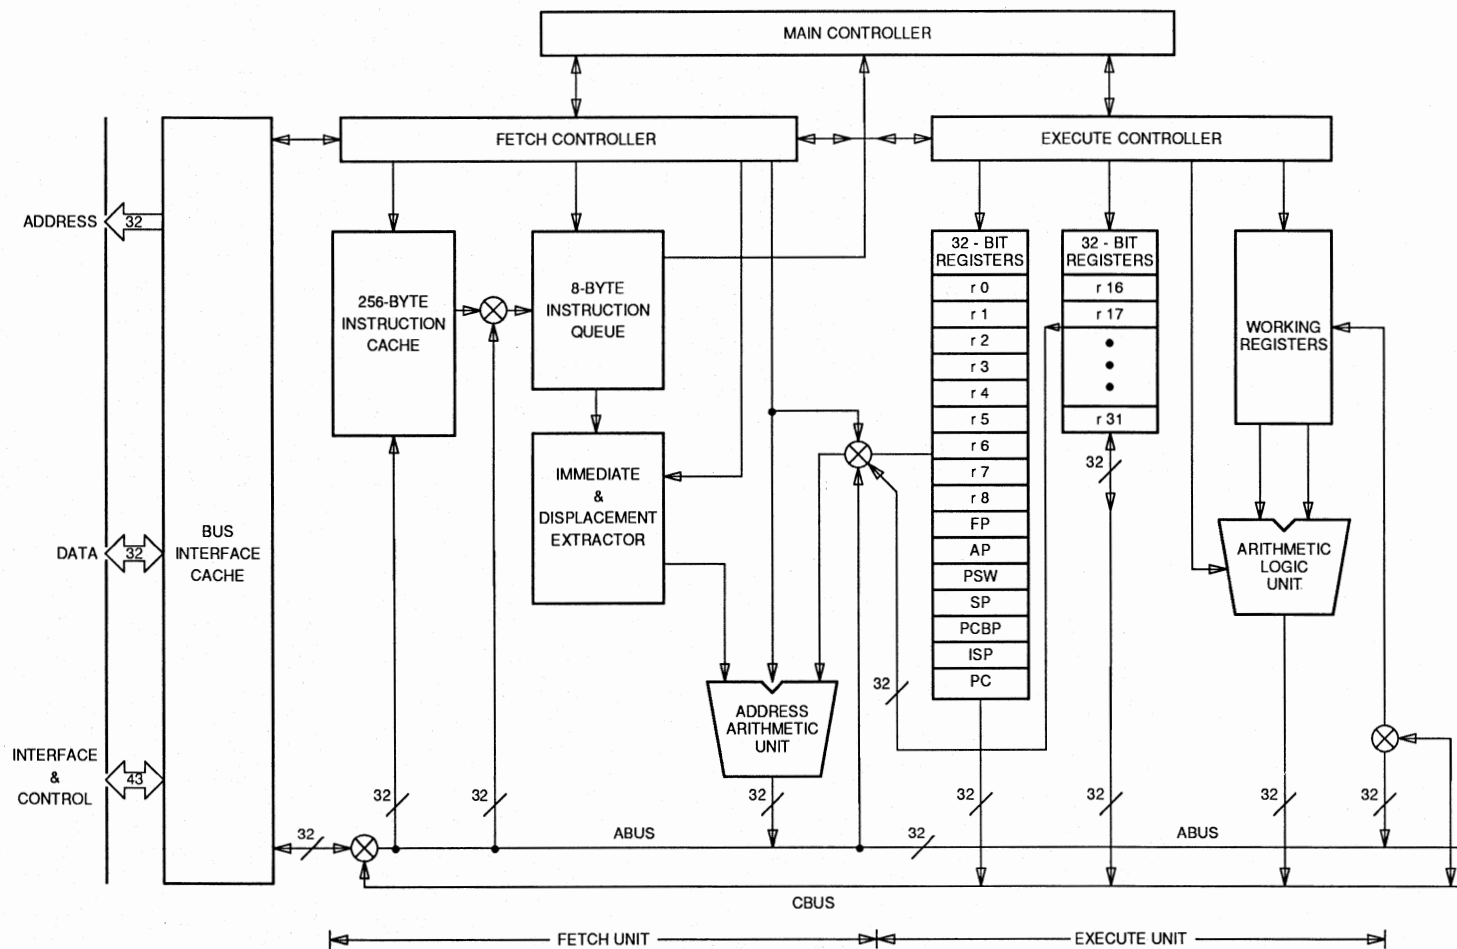 MAIN CONTROLLER
FETCH CONTROLLER
EXECUTE CONTROLLER
ADDRESS
32
256-BYTE
INSTRUCTION
CACHE
8-BYTE
INSTRUCTION
QUEUE
32 - BIT
REGISTERS
r 0
r 1
r 2
r 3
r 4
r 5
r 6
r 7
r 8
FP
AP
PSW
SP
PCBP
ISP
PC
32 - BIT
REGISTERS
r 16
r 17
r 31
32
WORKING
REGISTERS
IMMEDIATE
&
DISPLACEMENT
EXTRACTOR
BUS
INTERFACE
CACHE
DATA
32
ARITHMETIC
LOGIC
UNIT
ADDRESS
ARITHMETIC
UNIT
32
INTERFACE
&
CONTROL
43
32
32
32
32
32
32
32
32
ABUS
32
ABUS
CBUS
FETCH UNIT
EXECUTE UNIT